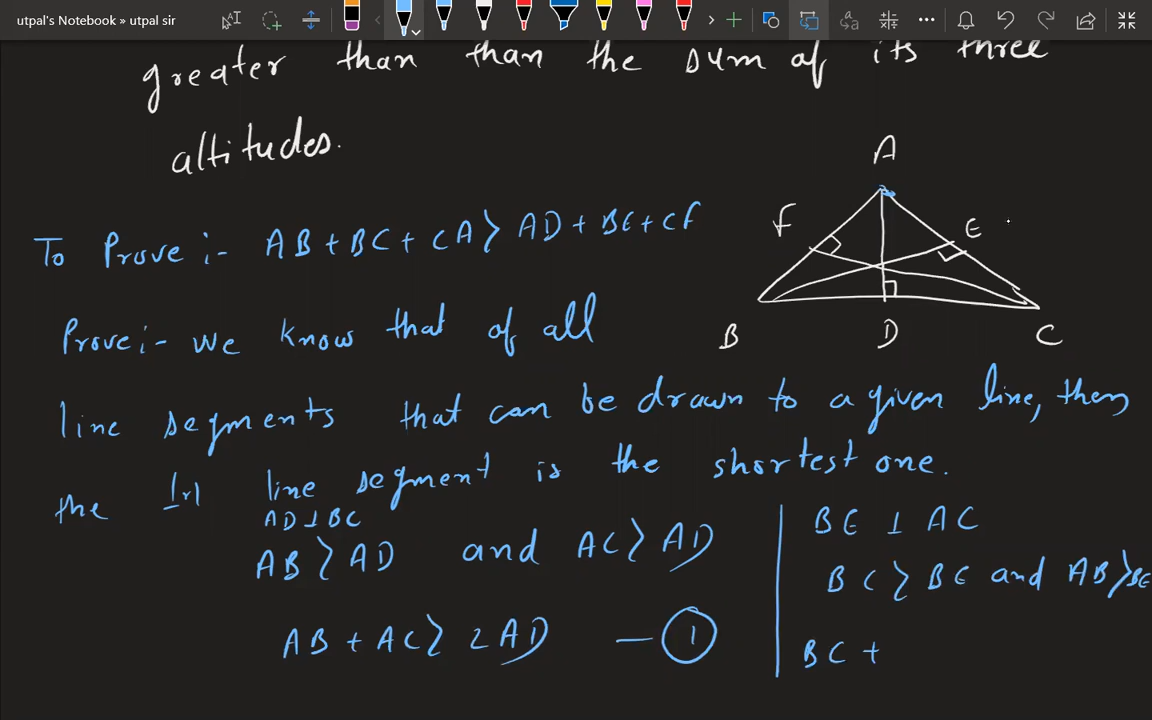 utpal's Notebook » utpal sir
greater than than the sum of its three
altitudes.
A
F
E
B
D
C
To Prove :- AB + BC + CA > AD + BE + CF
Prove :- we know that of all
line segments that can be drawn to a given line, then
the ⊥r line segment is the shortest one.
AD ⊥ BC
AB > AD and AC > AD
AB + AC > 2AD — ①
BE ⊥ AC
BC > BE and AB > BE
BC +